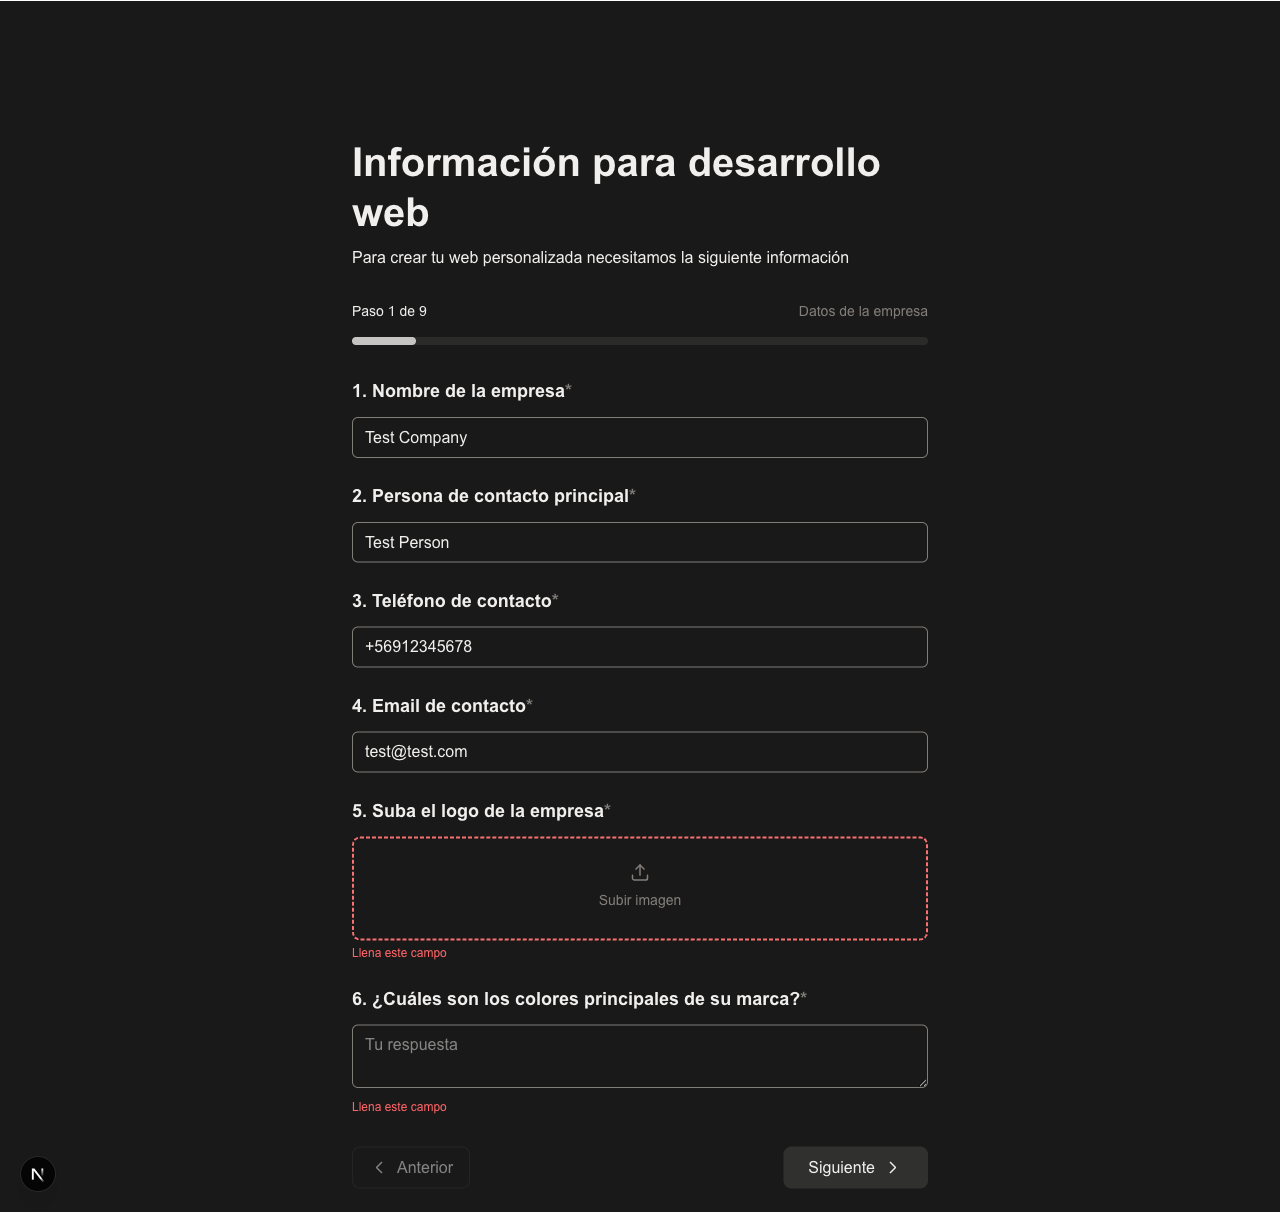 Información para desarrollo
web
Para crear tu web personalizada necesitamos la siguiente información
Paso 1 de 9
Datos de la empresa
1. Nombre de la empresa*
Test Company
2. Persona de contacto principal*
Test Person
3. Teléfono de contacto*
+56912345678
4. Email de contacto*
test@test.com
5. Suba el logo de la empresa*
Subir imagen
Llena este campo
6. ¿Cuáles son los colores principales de su marca?*
Tu respuesta
Llena este campo
Anterior
Siguiente
N